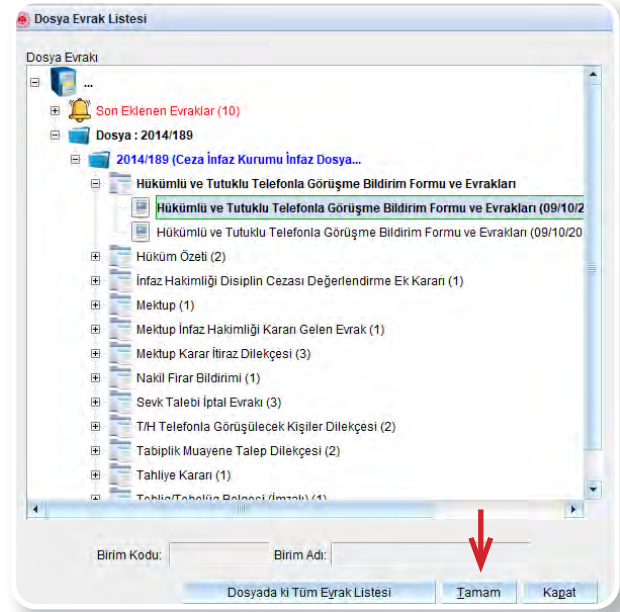 Dosya Evrak Listesi
Dosya Evrakı
...
Son Eklenen Evraklar (10)
Dosya : 2014/189
2014/189 (Ceza İnfaz Kurumu İnfaz Dosya...
Hükümlü ve Tutuklu Telefonla Görüşme Bildirim Formu ve Evrakları
Hükümlü ve Tutuklu Telefonla Görüşme Bildirim Formu ve Evrakları (09/10/2
Hükümlü ve Tutuklu Telefonla Görüşme Bildirim Formu ve Evrakları (09/10/20
Hüküm Özeti (2)
İnfaz Hakimliği Disiplin Cezası Değerlendirme Ek Kararı (1)
Mektup (1)
Mektup İnfaz Hakimliği Kararı Gelen Evrak (1)
Mektup Karar İtiraz Dilekçesi (3)
Nakil Firar Bildirimi (1)
Sevk Talebi İptal Evrakı (3)
T/H Telefonla Görüşülecek Kişiler Dilekçesi (2)
Tabiplik Muayene Talep Dilekçesi (2)
Tahliye Kararı (1)
Tebliğ/Tebellüğ Belgesi (İmzalı) (1)
Birim Kodu: Birim Adı:
Dosyada ki Tüm Evrak Listesi Tamam Kapat